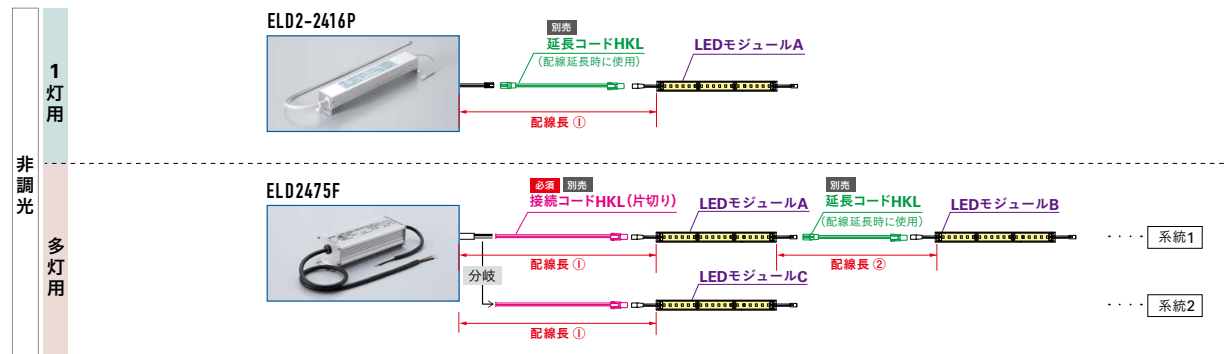 非調光
1灯用
ELD2-2416P
別売
延長コードHKL
(配線延長時に使用)
LEDモジュールA
配線長 ①
多灯用
ELD2475F
必須 別売
接続コードHKL(片切り)
LEDモジュールA
別売
延長コードHKL
(配線延長時に使用)
LEDモジュールB
・・・・ 系統1
配線長 ①
配線長 ②
分岐
LEDモジュールC
・・・・ 系統2
配線長 ①